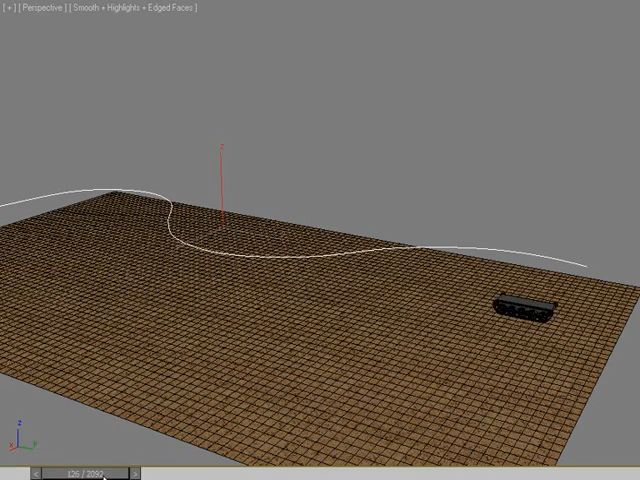 [ + ] [ Perspective ] [ Smooth + Highlights + Edged Faces ]
z
z
x
y
< 126 / 2092 >